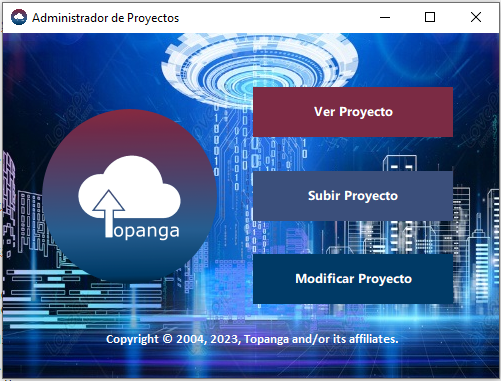 Administrador de Proyectos
Ver Proyecto
Subir Proyecto
Topanga
Modificar Proyecto
Copyright © 2004, 2023, Topanga and/or its affiliates.